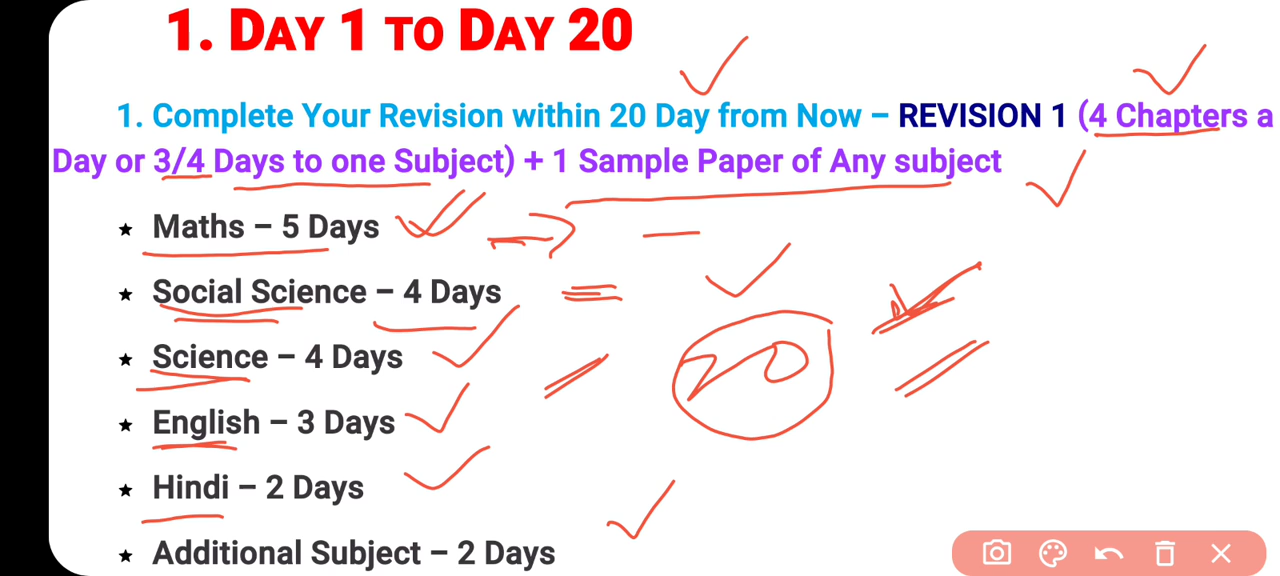 1. DAY 1 TO DAY 20
1. Complete Your Revision within 20 Day from Now – REVISION 1 (4 Chapters a
Day or 3/4 Days to one Subject) + 1 Sample Paper of Any subject
★ Maths – 5 Days
★ Social Science – 4 Days
★ Science – 4 Days
20
★ English – 3 Days
★ Hindi – 2 Days
★ Additional Subject – 2 Days